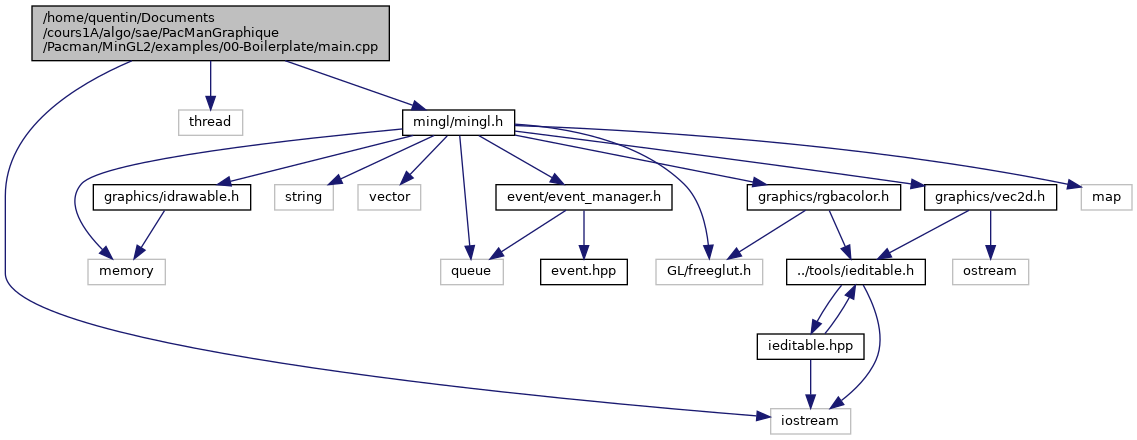 /home/quentin/Documents
/cours1A/algo/sae/PacManGraphique
/Pacman/MinGL2/examples/00-Boilerplate/main.cpp
thread
mingl/mingl.h
graphics/idrawable.h
string
vector
event/event_manager.h
graphics/rgbacolor.h
graphics/vec2d.h
map
memory
queue
event.hpp
GL/freeglut.h
../tools/ieditable.h
ostream
ieditable.hpp
iostream